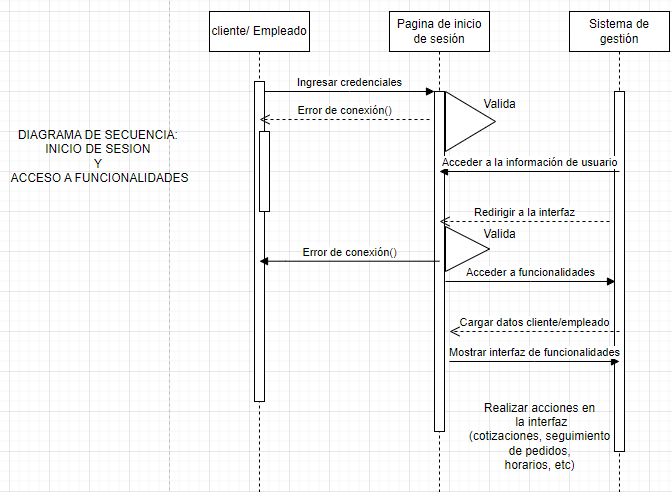 cliente/ Empleado
Pagina de inicio
de sesión
Sistema de
gestión
Ingresar credenciales
Valida
Error de conexión()
DIAGRAMA DE SECUENCIA:
INICIO DE SESION
Y
ACCESO A FUNCIONALIDADES
Acceder a la información de usuario
Redirigir a la interfaz
Valida
Error de conexión()
Acceder a funcionalidades
Cargar datos cliente/empleado
Mostrar interfaz de funcionalidades
Realizar acciones en
la interfaz
(cotizaciones, seguimiento
de pedidos,
horarios, etc)